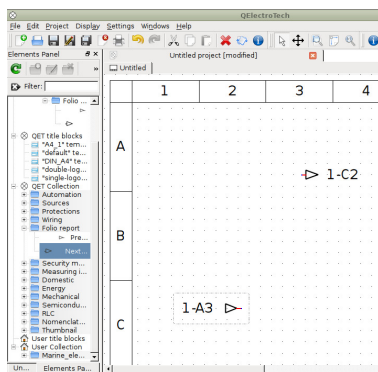 QElectroTech
File Edit Project Display Settings Windows Help
Elements Panel
Untitled project [modified]
Untitled
Filter:
Folio ...
QET title blocks
"A4_1" tem...
"default" te...
"DIN_A4" te...
"double-log...
"single-logo...
QET Collection
Automation
Sources
Protections
Wiring
Folio report
Pre...
Next...
Security m...
Measuring i...
Domestic
Energy
Mechanical
Semicondu...
RLC
Nomenclat...
Thumbnail
User title blocks
User Collection
Marine_ele...
Un...
Elements Pa...
1 2 3 4
A
1-C2
B
1-A3
C